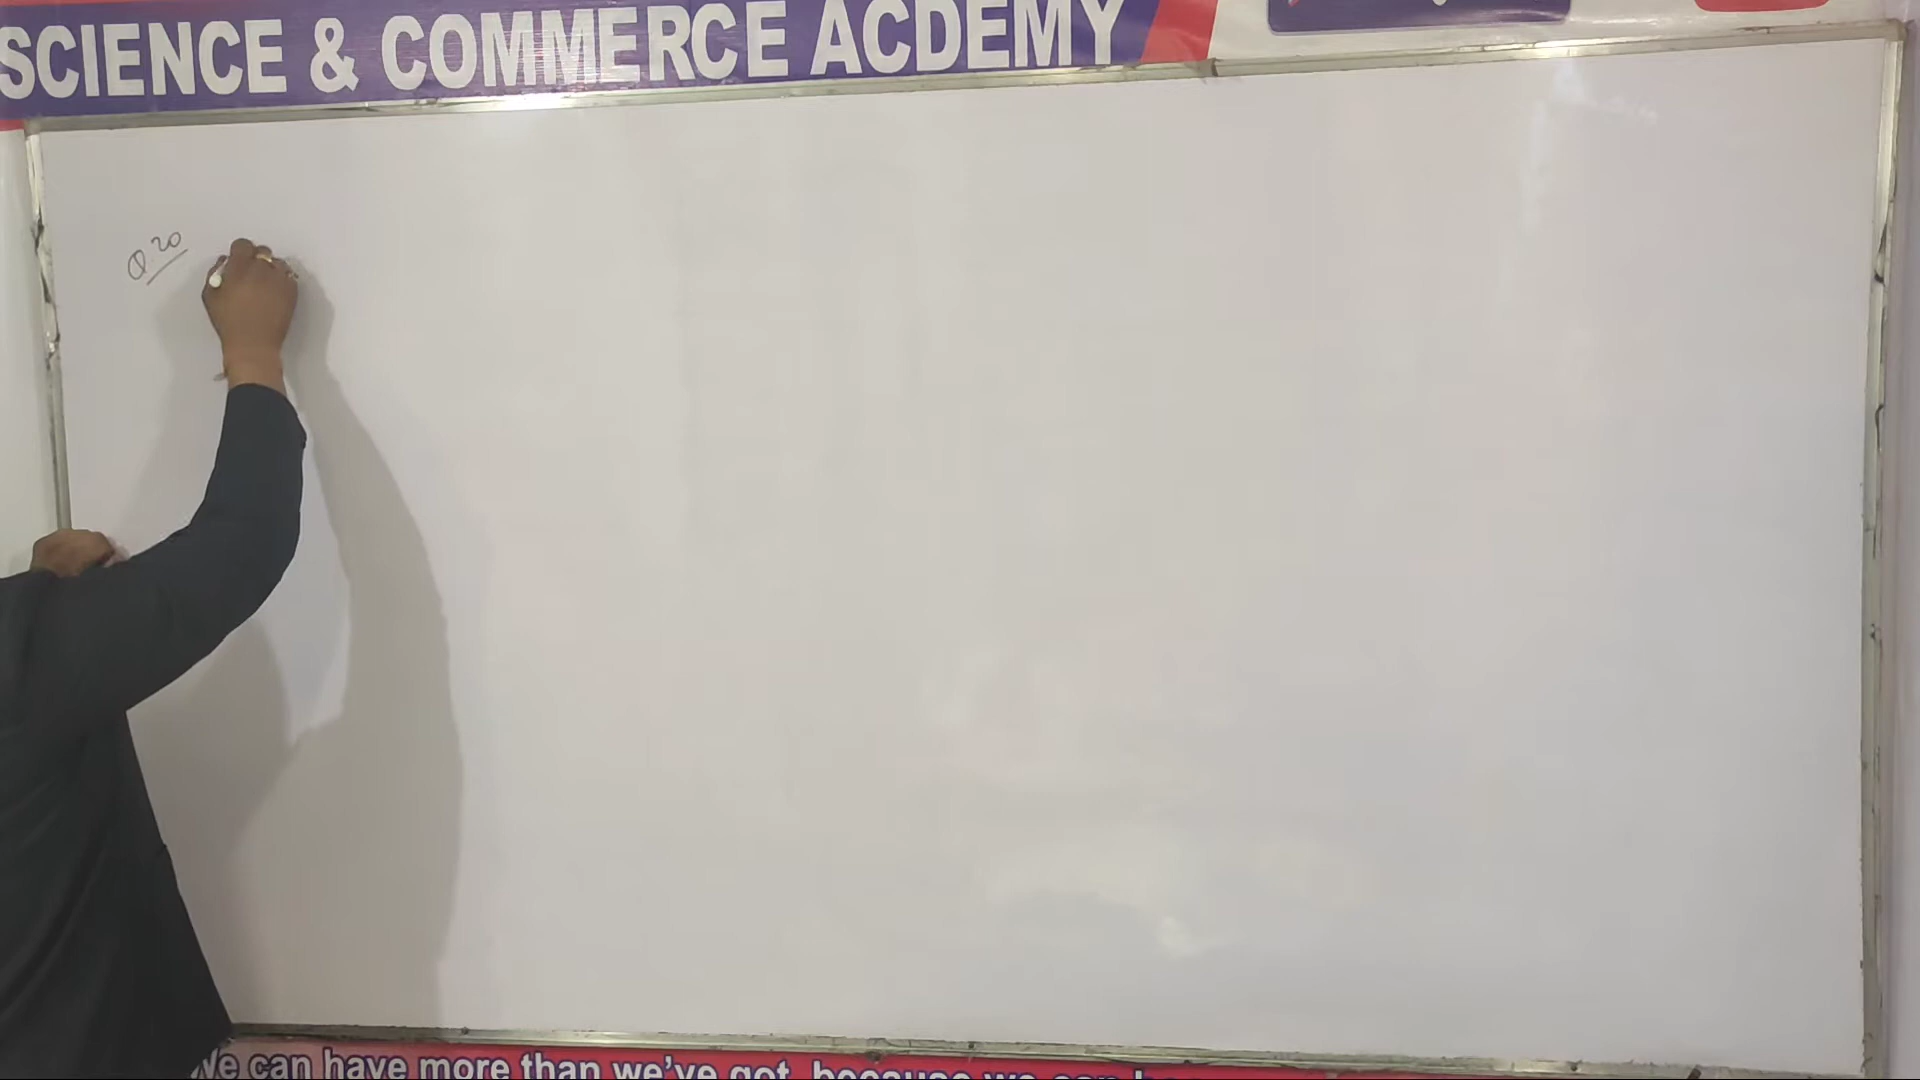 SCIENCE & COMMERCE ACDEMY
Q.20
We can have more than we've got, because we can